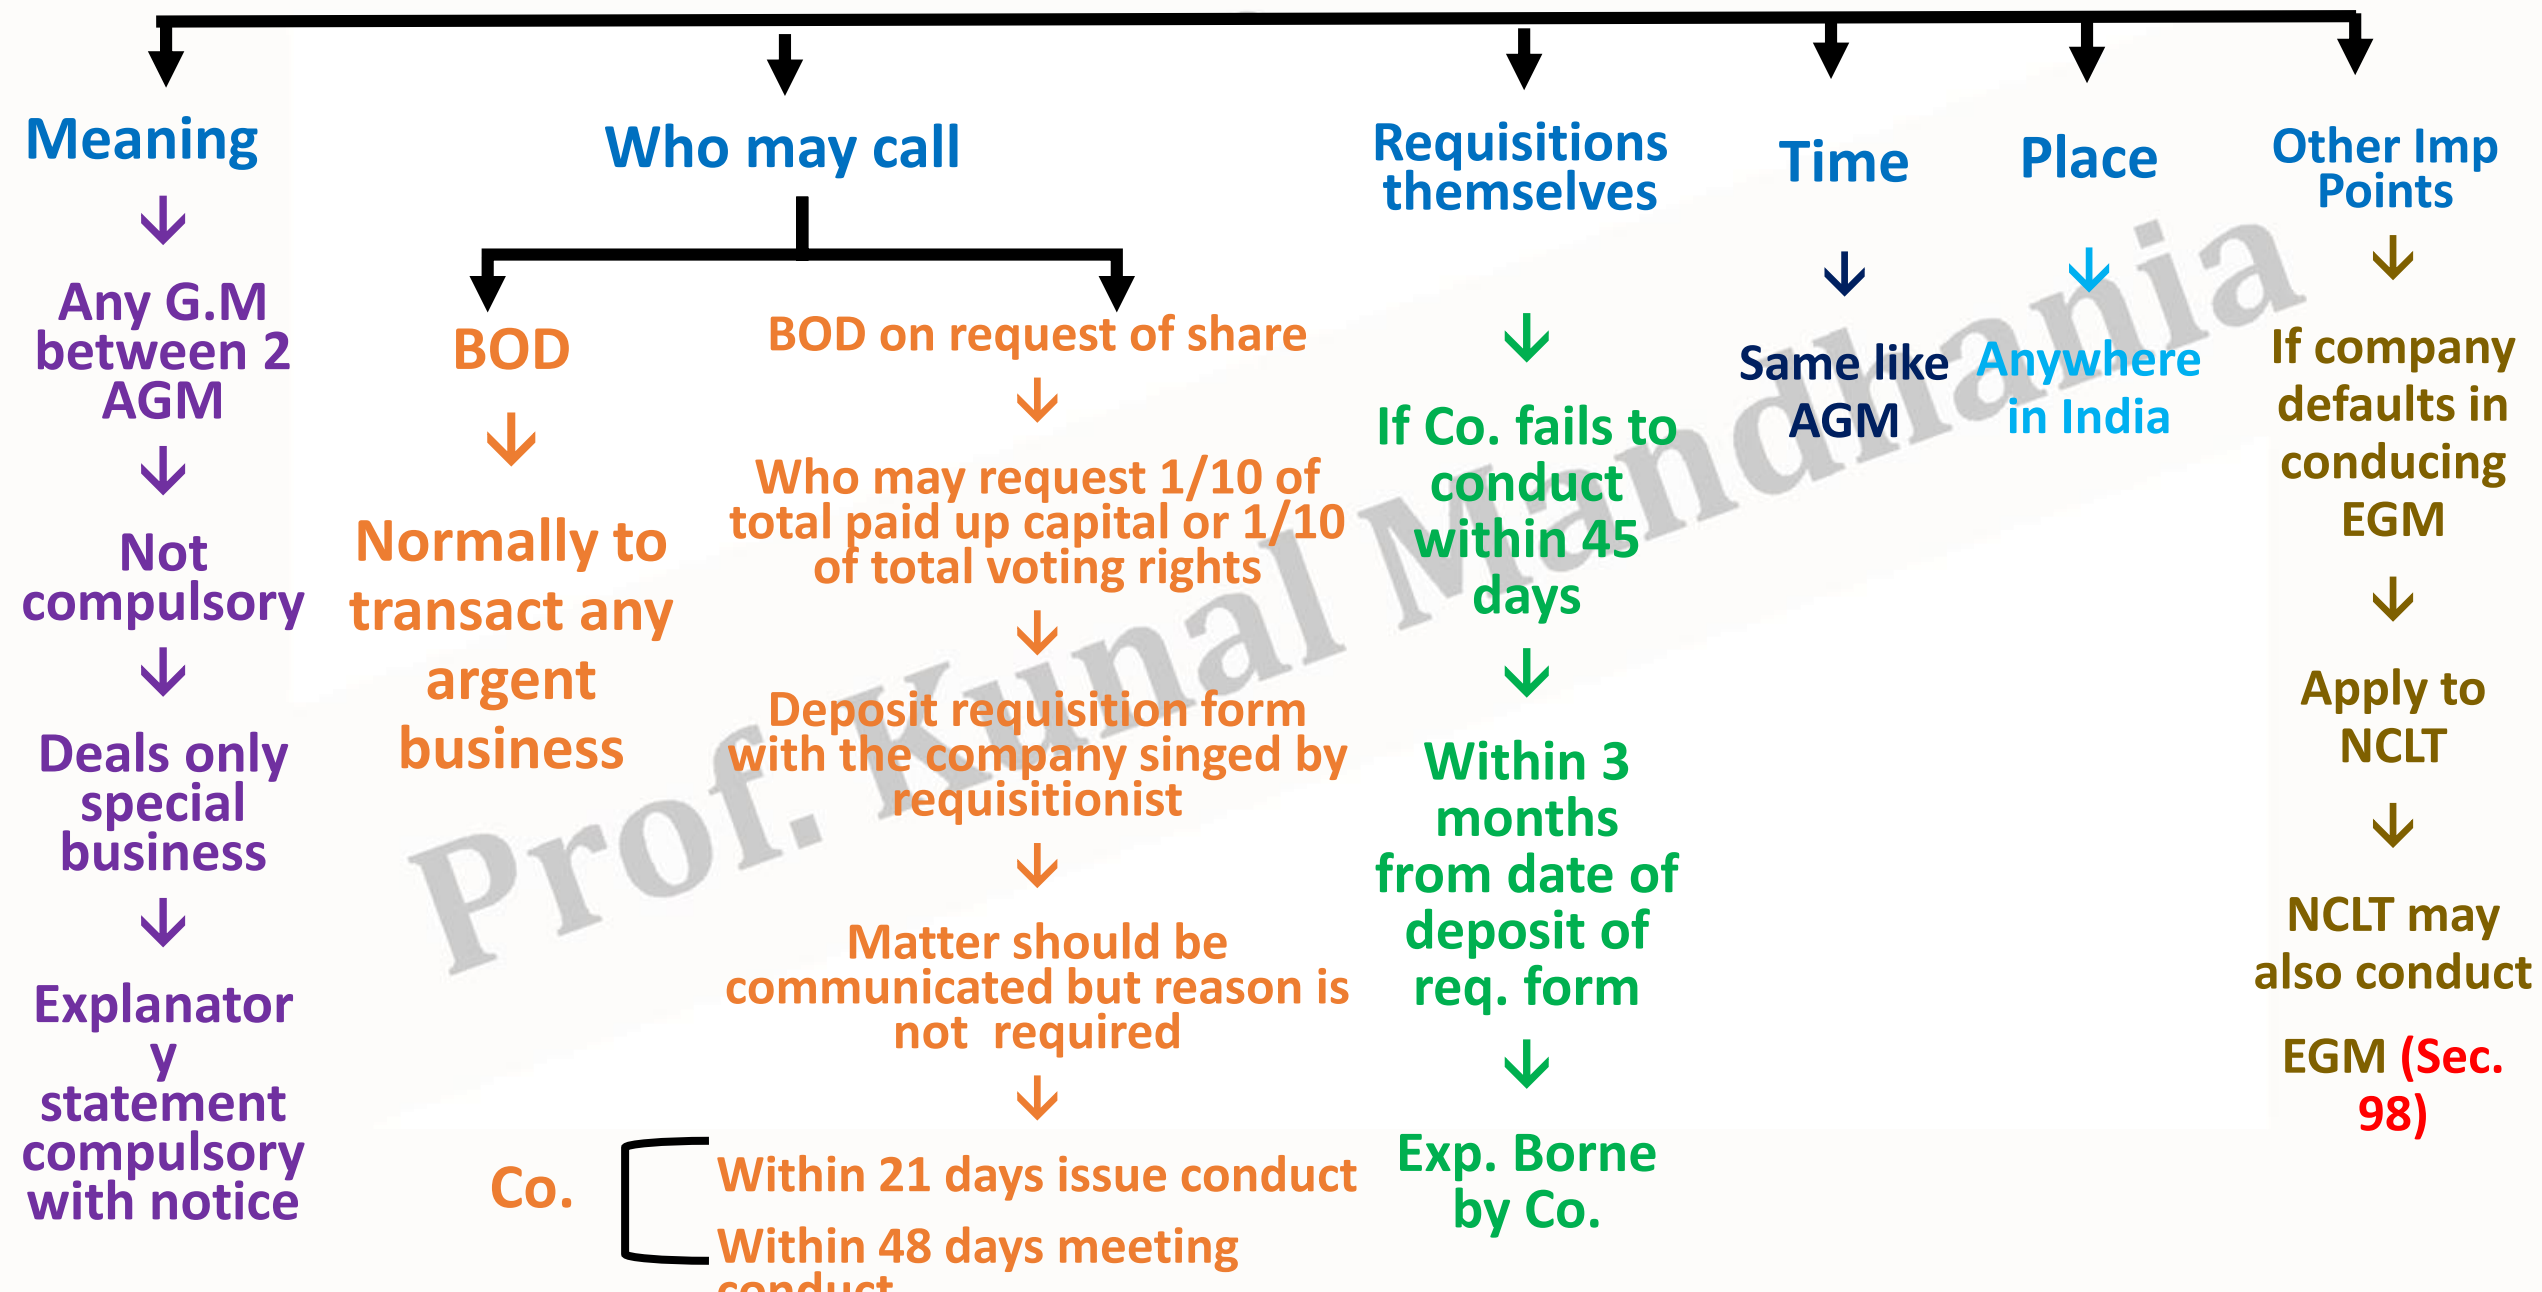 Meaning
Any G.M
between 2
AGM
Not
compulsory
Deals only
special
business
Explanator
y
statement
compulsory
with notice
Who may call
BOD
Normally to
transact any
argent
business
BOD on request of share
Who may request 1/10 of
total paid up capital or 1/10
of total voting rights
Deposit requisition form
with the company singed by
requisitionist
Matter should be
communicated but reason is
not  required
Co.
Within 21 days issue conduct
Within 48 days meeting
conduct
Requisitions
themselves
If Co. fails to
conduct
within 45
days
Within 3
months
from date of
deposit of
req. form
Exp. Borne
by Co.
Time
Same like
AGM
Place
Anywhere
in India
Other Imp
Points
If company
defaults in
conducing
EGM
Apply to
NCLT
NCLT may
also conduct
EGM (Sec.
98)
Prof. Kunal Mandhania